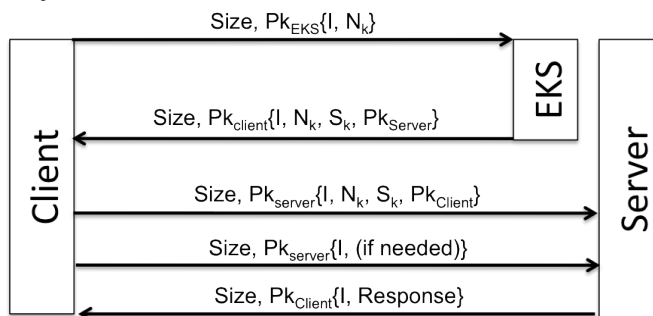 Size, Pk_EKS{I, N_k}
Size, Pk_client{I, N_k, S_k, Pk_Server}
Size, Pk_server{I, N_k, S_k, Pk_Client}
Size, Pk_server{I, (if needed)}
Size, Pk_Client{I, Response}
Client
EKS
Server